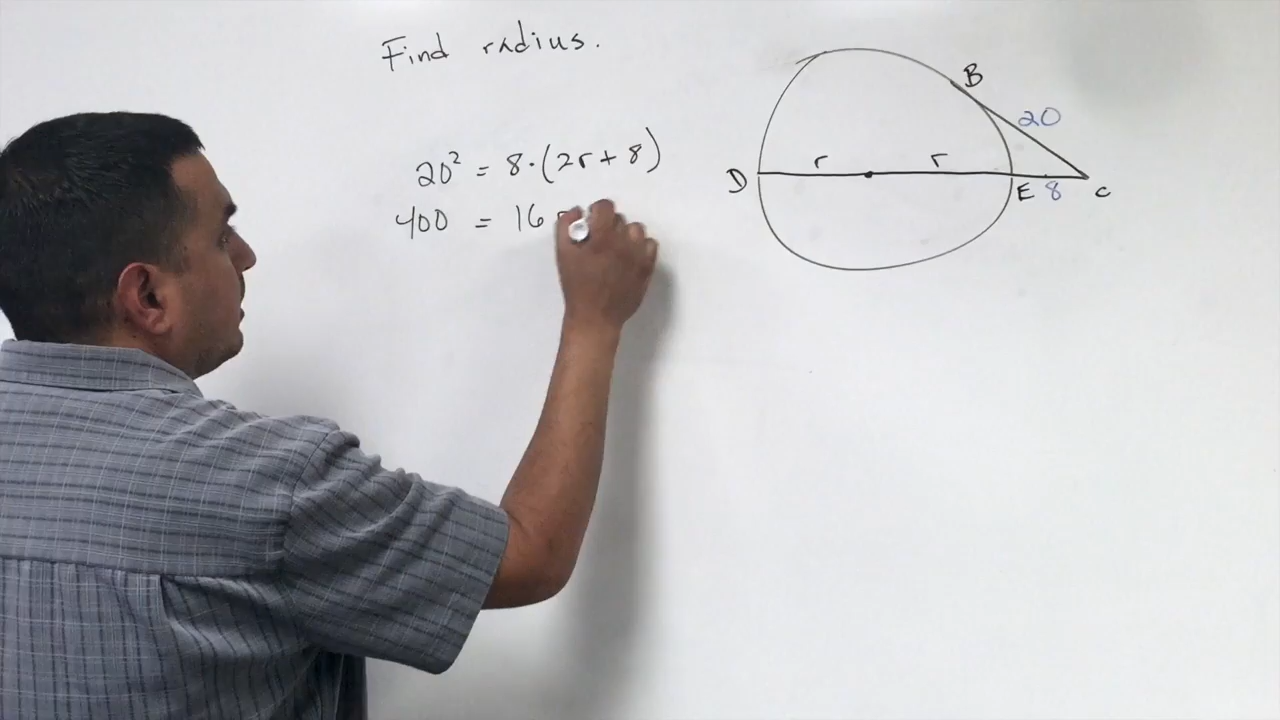 Find radius.
20² = 8·(2r + 8)
400 = 16
B
20
r
r
D
E
8
C